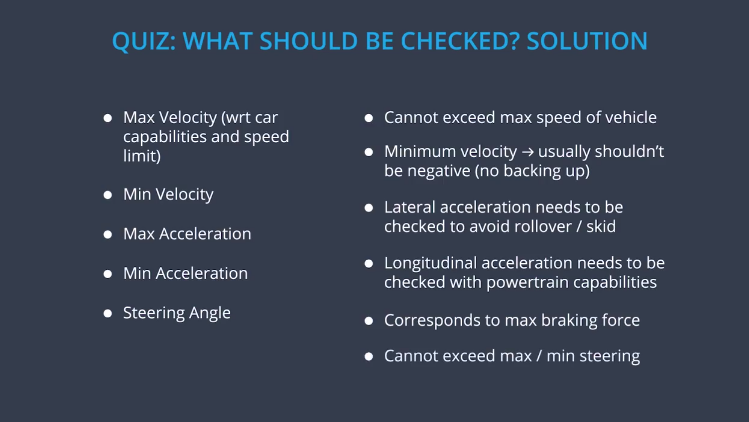 QUIZ: WHAT SHOULD BE CHECKED? SOLUTION
● Max Velocity (wrt car
capabilities and speed
limit)
● Min Velocity
● Max Acceleration
● Min Acceleration
● Steering Angle
● Cannot exceed max speed of vehicle
● Minimum velocity → usually shouldn’t
be negative (no backing up)
● Lateral acceleration needs to be
checked to avoid rollover / skid
● Longitudinal acceleration needs to be
checked with powertrain capabilities
● Corresponds to max braking force
● Cannot exceed max / min steering